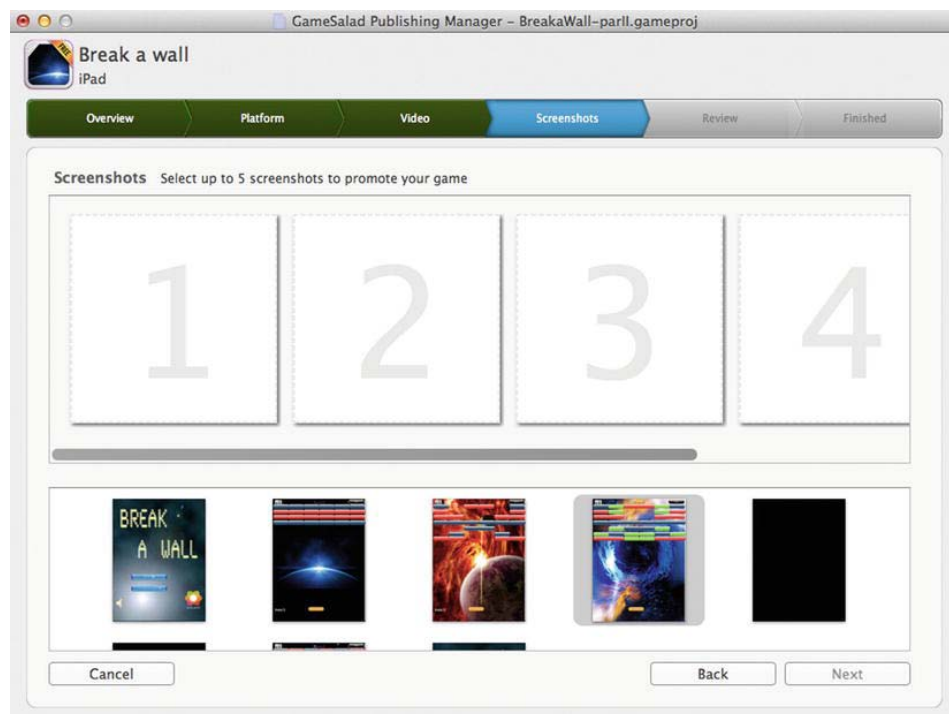 GameSalad Publishing Manager – BreakaWall-parII.gameproj
FREE
Break a wall
iPad
Overview
Platform
Video
Screenshots
Review
Finished
Screenshots Select up to 5 screenshots to promote your game
1
2
3
4
BREAK
A WALL
Cancel
Back
Next